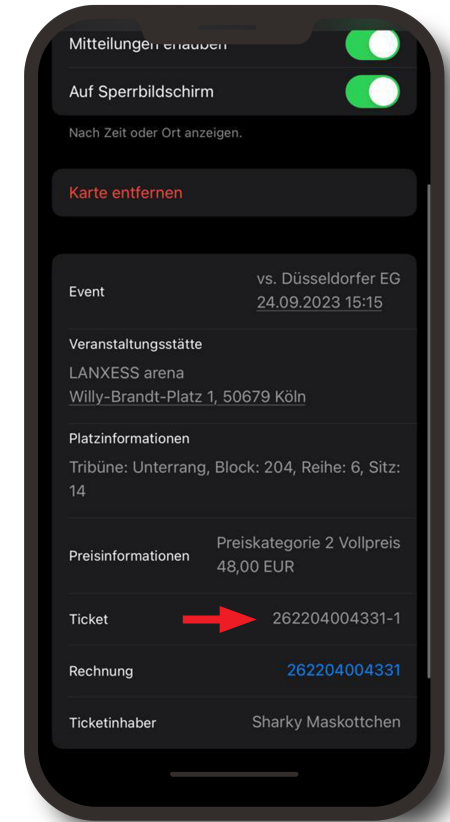 Mitteilungen erlauben
Auf Sperrbildschirm
Nach Zeit oder Ort anzeigen.
Karte entfernen
Event
vs. Düsseldorfer EG
24.09.2023 15:15
Veranstaltungsstätte
LANXESS arena
Willy-Brandt-Platz 1, 50679 Köln
Platzinformationen
Tribüne: Unterrang, Block: 204, Reihe: 6, Sitz:
14
Preisinformationen
Preiskategorie 2 Vollpreis
48,00 EUR
Ticket
262204004331-1
Rechnung
262204004331
Ticketinhaber
Sharky Maskottchen